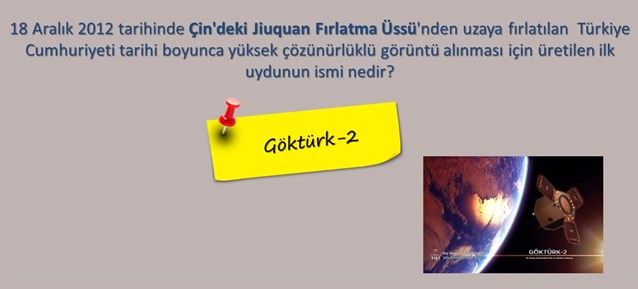 18 Aralık 2012 tarihinde Çin'deki Jiuquan Fırlatma Üssü'nden uzaya fırlatılan Türkiye
Cumhuriyeti tarihi boyunca yüksek çözünürlüklü görüntü alınması için üretilen ilk
uydunun ismi nedir?
Göktürk-2
GÖKTÜRK-2